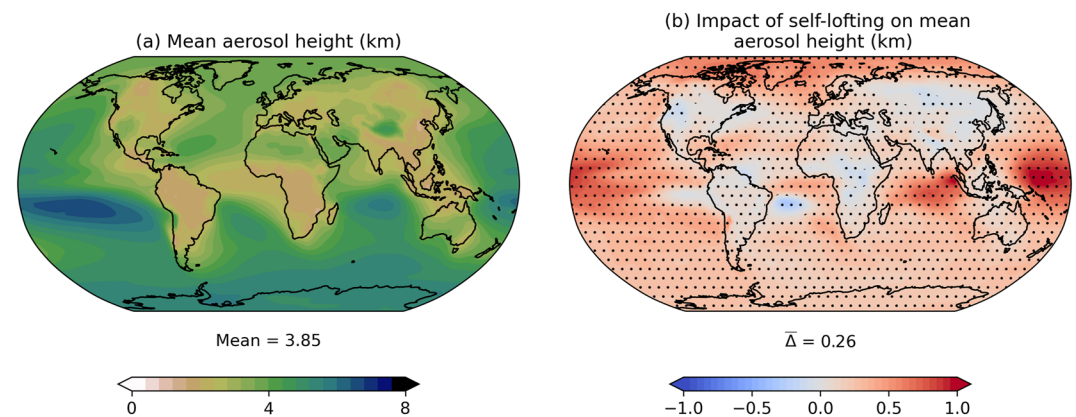 (a) Mean aerosol height (km)
Mean = 3.85
0 4 8
(b) Impact of self-lofting on mean
aerosol height (km)
Δ̅ = 0.26
−1.0 −0.5 0.0 0.5 1.0